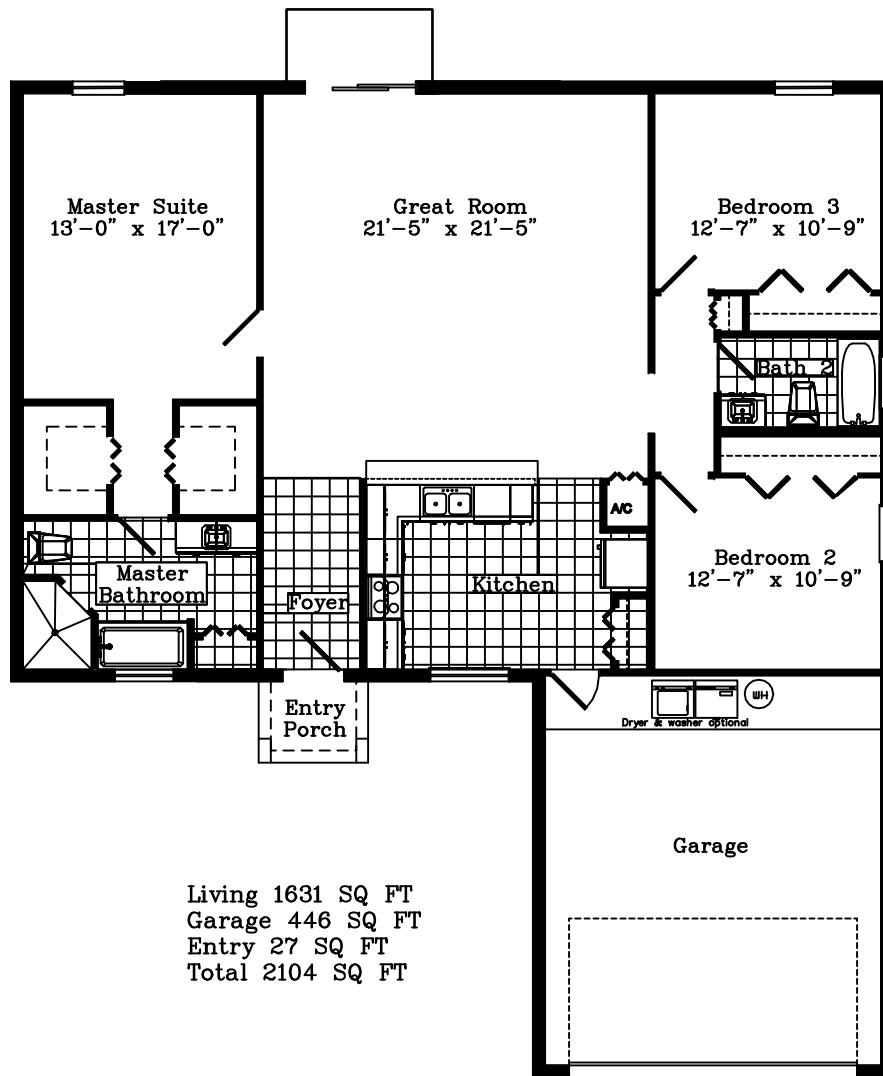 Master Suite
13'-0" x 17'-0"
Great Room
21'-5" x 21'-5"
Bedroom 3
12'-7" x 10'-9"
Bath 2
A/C
Master
Bathroom
Foyer
Kitchen
Bedroom 2
12'-7" x 10'-9"
Entry
Porch
WH
Dryer & washer optional
Garage
Living 1631 SQ FT
Garage 446 SQ FT
Entry 27 SQ FT
Total 2104 SQ FT